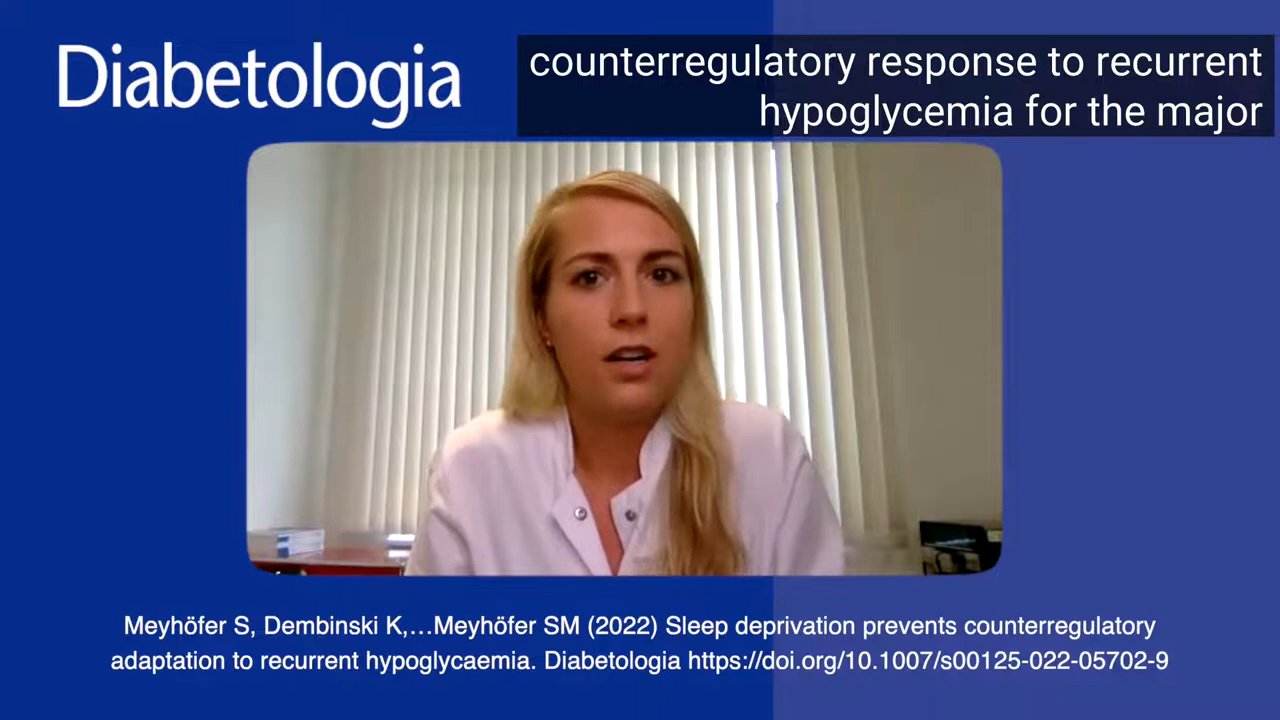 Diabetologia
counterregulatory response to recurrent
hypoglycemia for the major
Meyhöfer S, Dembinski K,…Meyhöfer SM (2022) Sleep deprivation prevents counterregulatory
adaptation to recurrent hypoglycaemia. Diabetologia https://doi.org/10.1007/s00125-022-05702-9